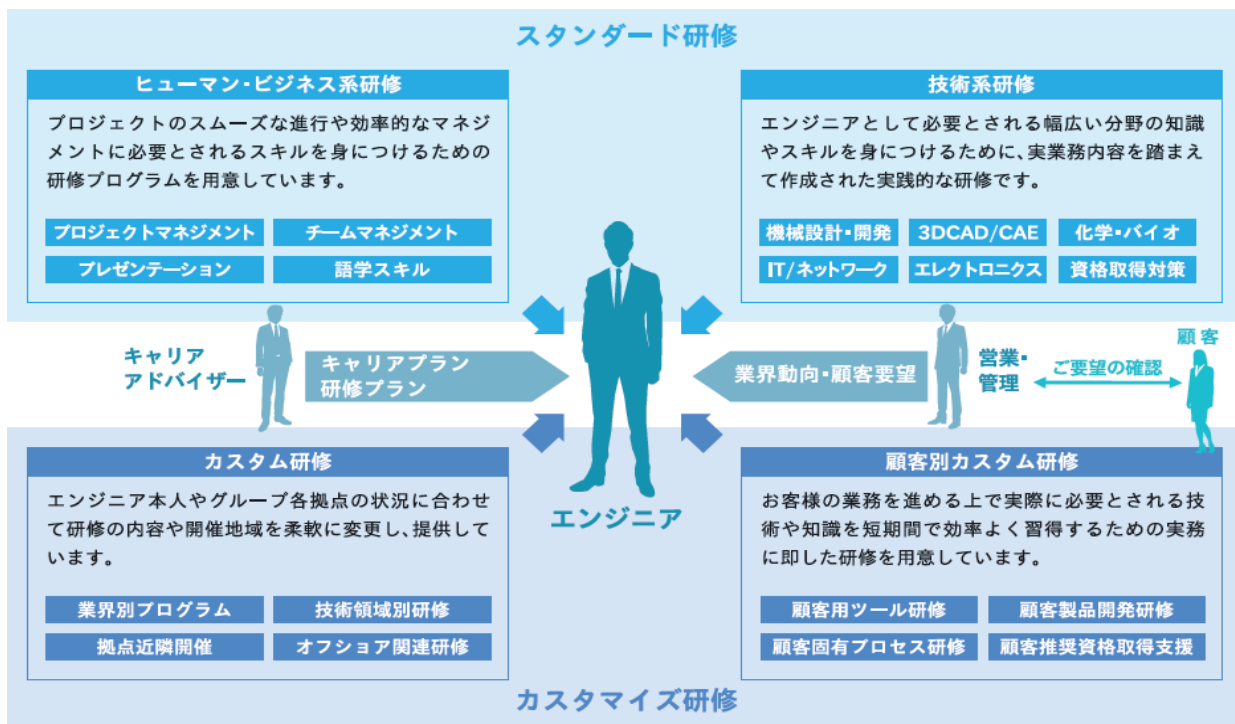 スタンダード研修
ヒューマン・ビジネス系研修
プロジェクトのスムーズな進行や効率的なマネジ
メントに必要とされるスキルを身につけるための
研修プログラムを用意しています。
プロジェクトマネジメント
チームマネジメント
プレゼンテーション
語学スキル
技術系研修
エンジニアとして必要とされる幅広い分野の知識
やスキルを身につけるために、実業務内容を踏まえ
て作成された実践的な研修です。
機械設計・開発
3DCAD/CAE
化学・バイオ
IT/ネットワーク
エレクトロニクス
資格取得対策
キャリア
アドバイザー
キャリアプラン
研修プラン
エンジニア
業界動向・顧客要望
営業・
管理
ご要望の確認
顧客
カスタム研修
エンジニア本人やグループ各拠点の状況に合わせ
て研修の内容や開催地域を柔軟に変更し、提供して
います。
業界別プログラム
技術領域別研修
拠点近隣開催
オフショア関連研修
顧客別カスタム研修
お客様の業務を進める上で実際に必要とされる技
術や知識を短期間で効率よく習得するための実務
に即した研修を用意しています。
顧客用ツール研修
顧客製品開発研修
顧客固有プロセス研修
顧客推奨資格取得支援
カスタマイズ研修